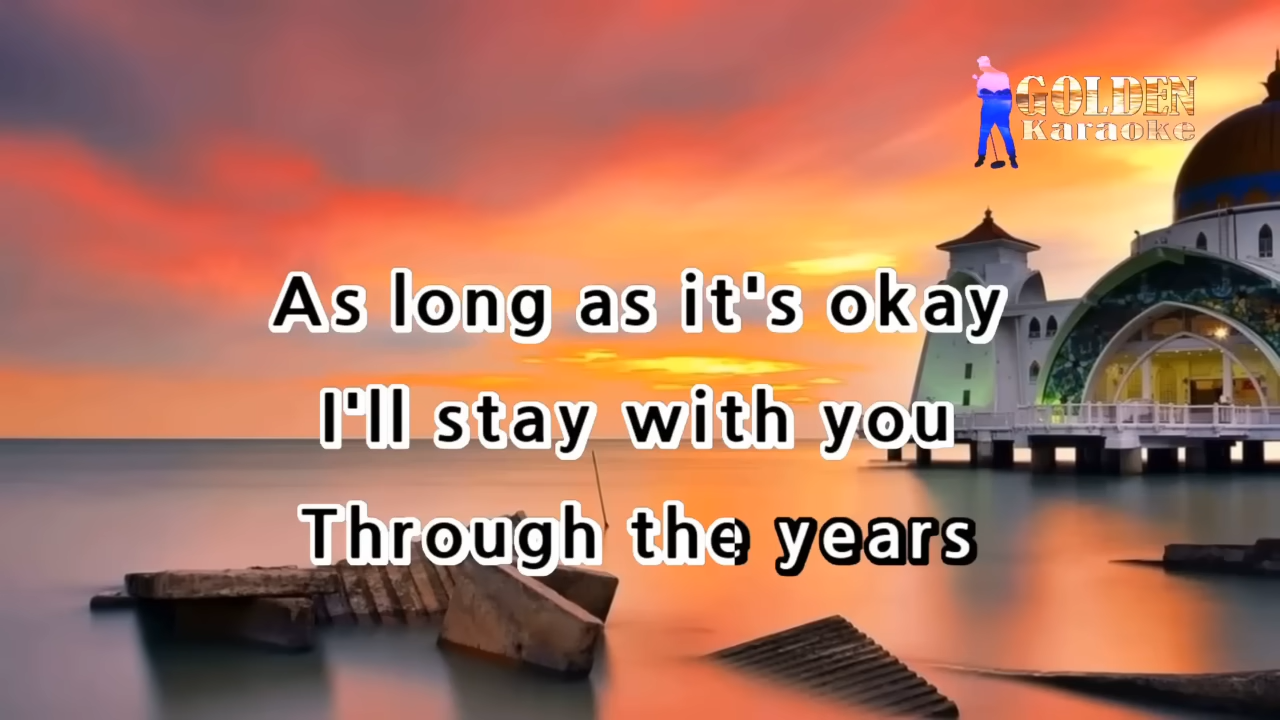 GOLDEN
Karaoke
As long as it's okay
I'll stay with you
Through the years